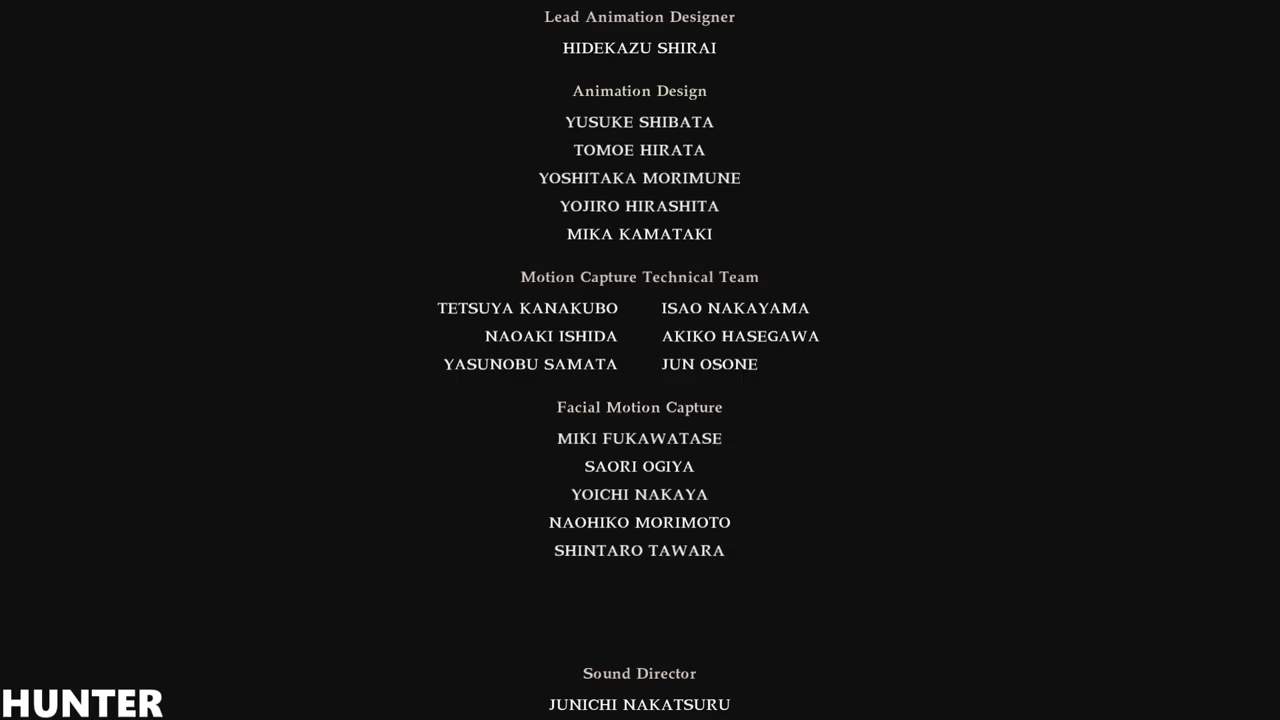 Lead Animation Designer
HIDEKAZU SHIRAI
Animation Design
YUSUKE SHIBATA
TOMOE HIRATA
YOSHITAKA MORIMUNE
YOJIRO HIRASHITA
MIKA KAMATAKI
Motion Capture Technical Team
TETSUYA KANAKUBO ISAO NAKAYAMA
NAOAKI ISHIDA AKIKO HASEGAWA
YASUNOBU SAMATA JUN OSONE
Facial Motion Capture
MIKI FUKAWATASE
SAORI OGIYA
YOICHI NAKAYA
NAOHIKO MORIMOTO
SHINTARO TAWARA
Sound Director
JUNICHI NAKATSURU
HUNTER